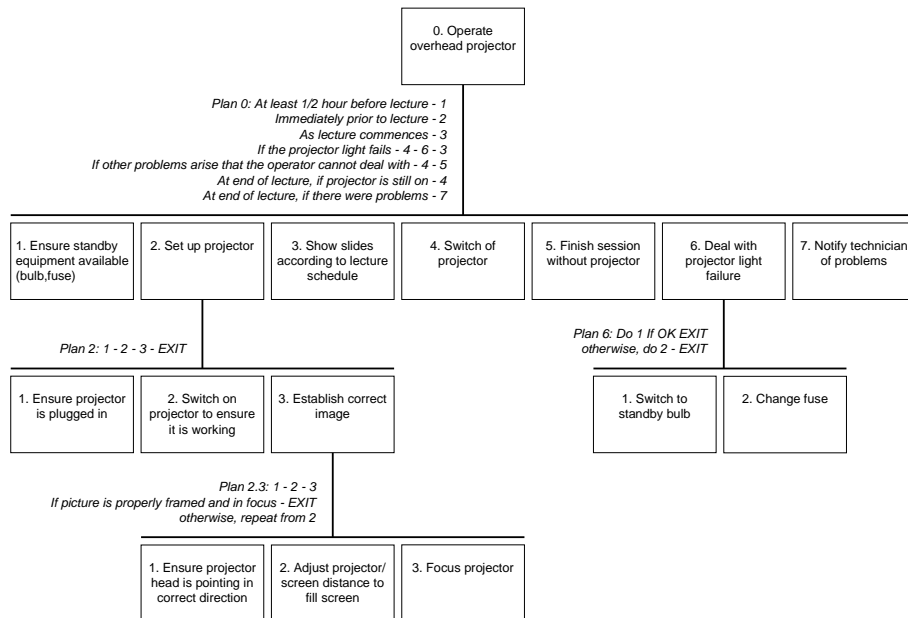 0. Operate
overhead projector
Plan 0: At least 1/2 hour before lecture - 1
Immediately prior to lecture - 2
As lecture commences - 3
If the projector light fails - 4 - 6 - 3
If other problems arise that the operator cannot deal with - 4 - 5
At end of lecture, if projector is still on - 4
At end of lecture, if there were problems - 7
1. Ensure standby
equipment available
(bulb,fuse)
2. Set up projector
3. Show slides
according to lecture
schedule
4. Switch of
projector
5. Finish session
without projector
6. Deal with
projector light
failure
7. Notify technician
of problems
Plan 2: 1 - 2 - 3 - EXIT
Plan 6: Do 1 If OK EXIT
otherwise, do 2 - EXIT
1. Ensure projector
is plugged in
2. Switch on
projector to ensure
it is working
3. Establish correct
image
1. Switch to
standby bulb
2. Change fuse
Plan 2.3: 1 - 2 - 3
If picture is properly framed and in focus - EXIT
otherwise, repeat from 2
1. Ensure projector
head is pointing in
correct direction
2. Adjust projector/
screen distance to
fill screen
3. Focus projector